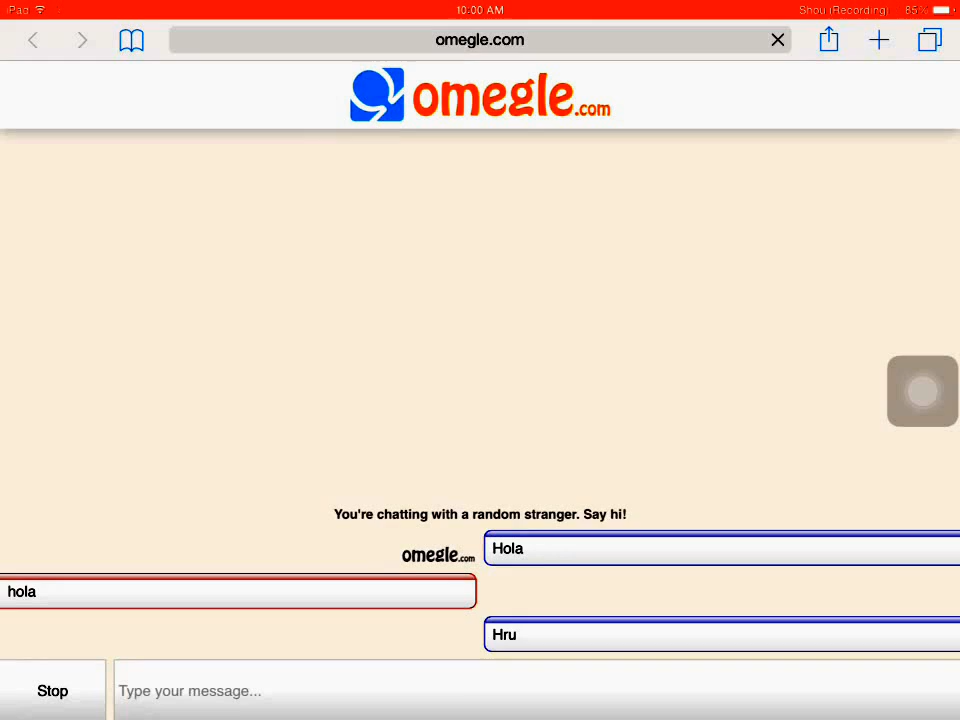 iPad 10:00 AM Shou (Recording) 85%
omegle.com
omegle.com
You're chatting with a random stranger. Say hi!
Hola
omegle.com
hola
Hru
Stop Type your message...